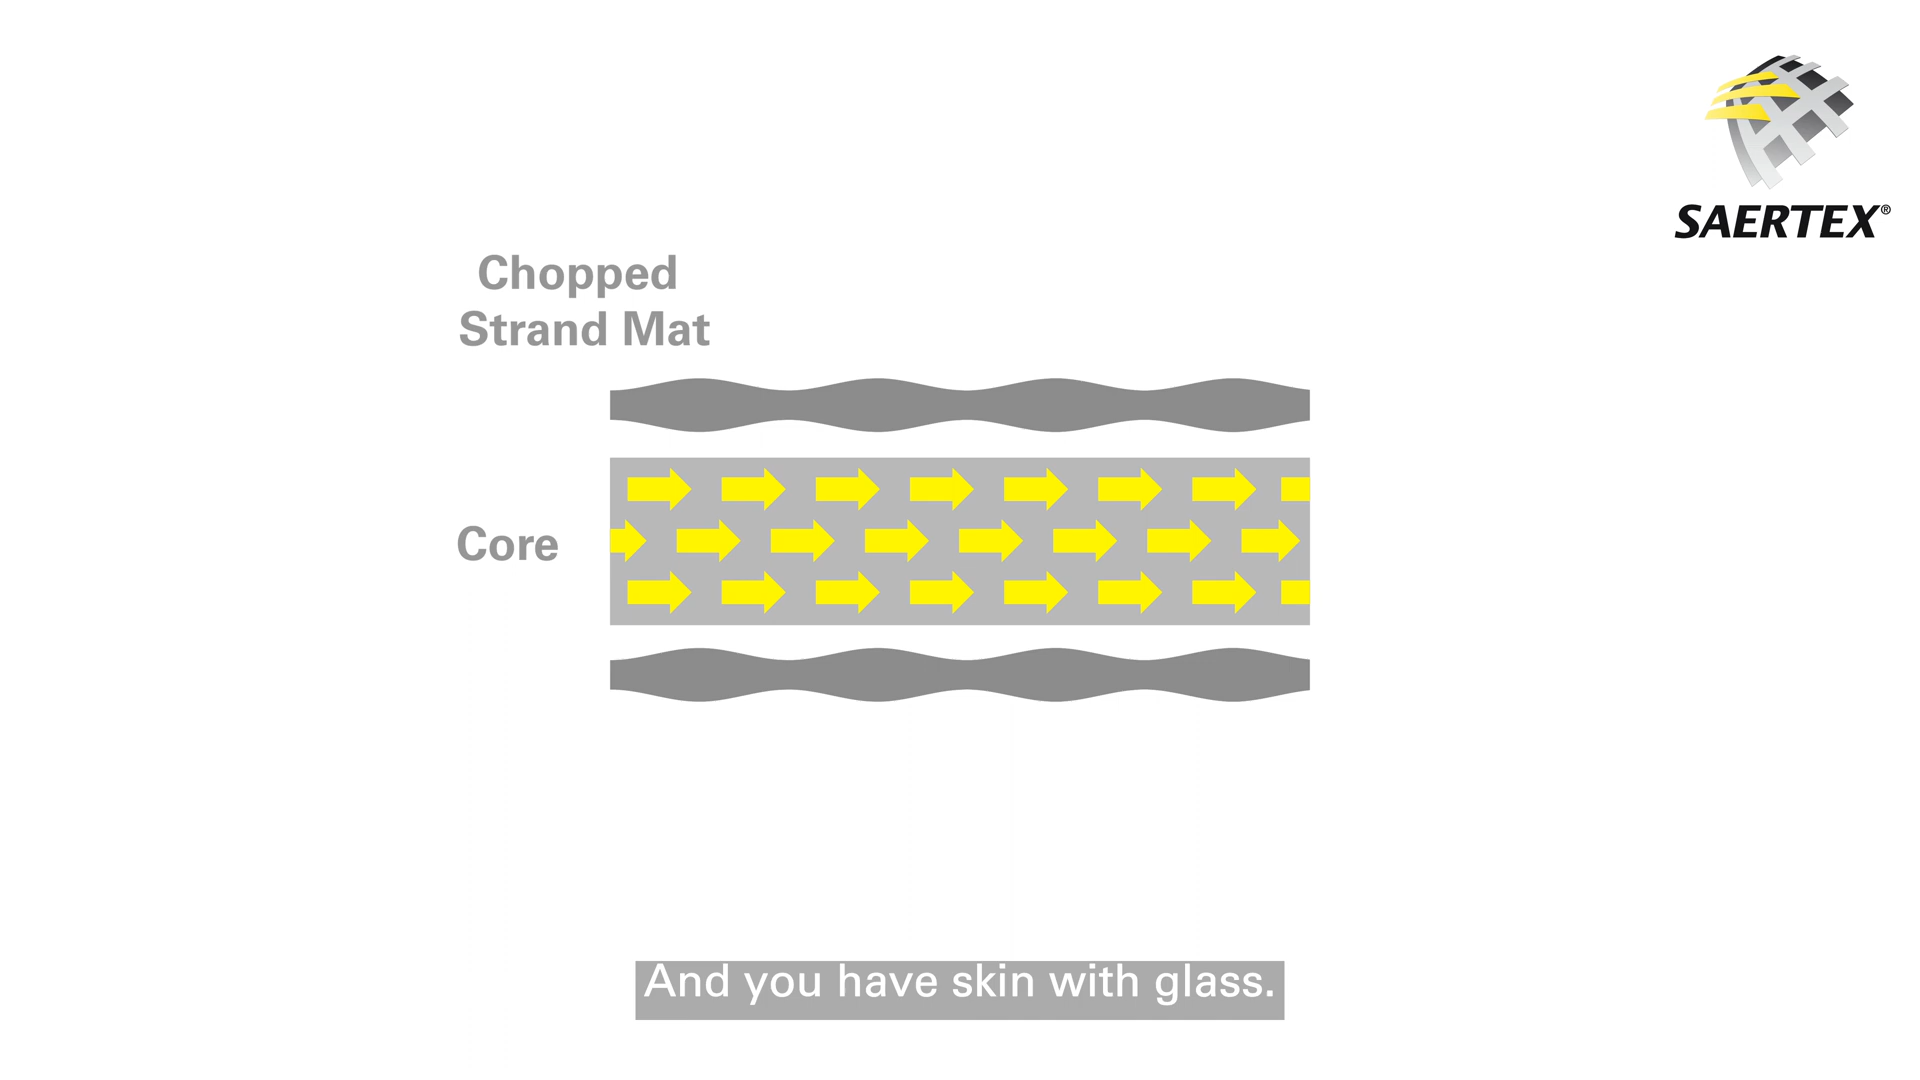 SAERTEX®
Chopped
Strand Mat
Core
And you have skin with glass.